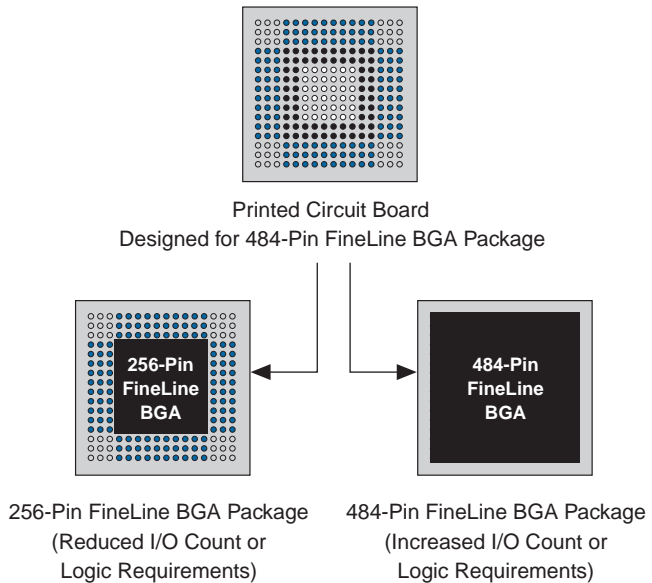 Printed Circuit Board
Designed for 484-Pin FineLine BGA Package
256-Pin
FineLine
BGA
484-Pin
FineLine
BGA
256-Pin FineLine BGA Package
(Reduced I/O Count or
Logic Requirements)
484-Pin FineLine BGA Package
(Increased I/O Count or
Logic Requirements)